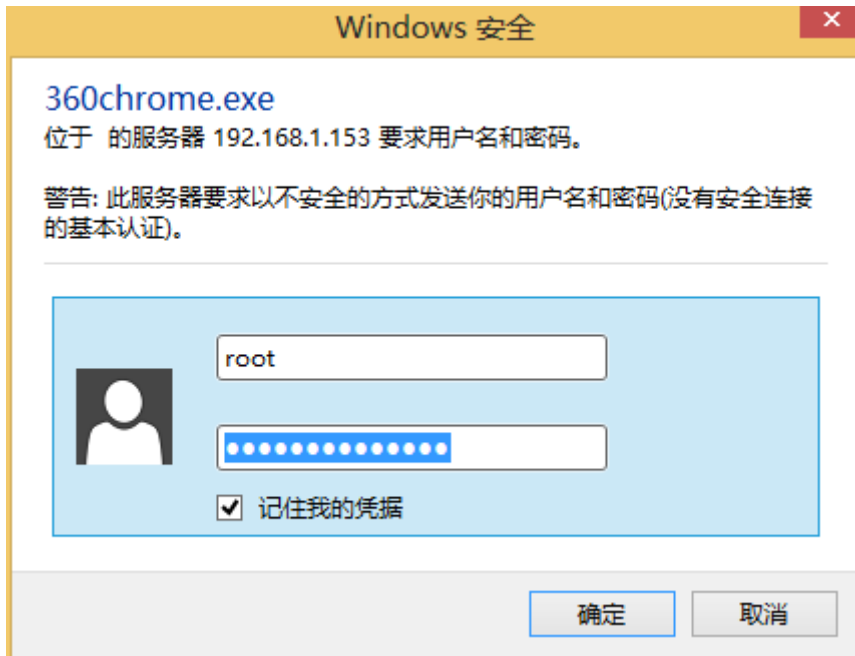 Windows 安全
360chrome.exe
位于 的服务器 192.168.1.153 要求用户名和密码。
警告: 此服务器要求以不安全的方式发送你的用户名和密码(没有安全连接
的基本认证)。
root
●●●●●●●●●●●●●●
记住我的凭据
确定 取消